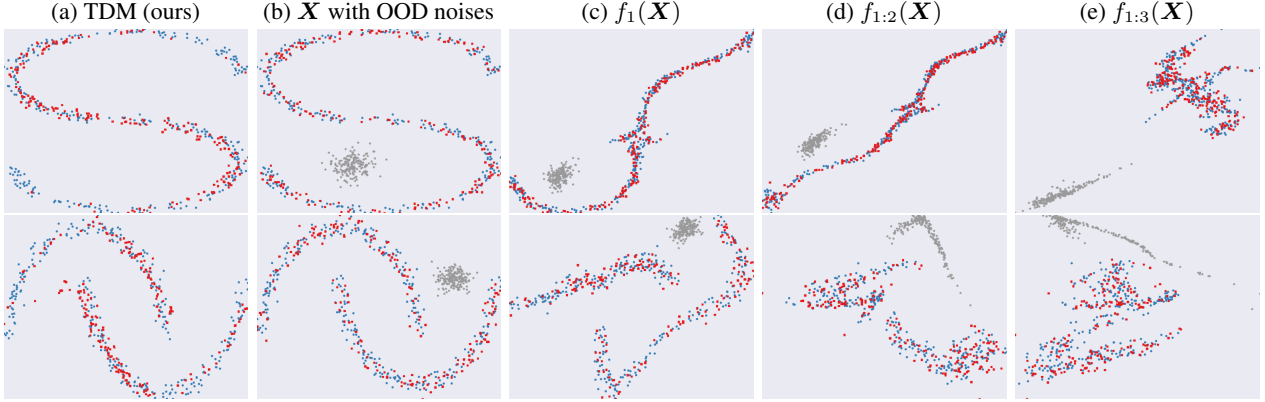 (a) TDM (ours) (b) X with OOD noises (c) f₁(X) (d) f₁:₂(X) (e) f₁:₃(X)